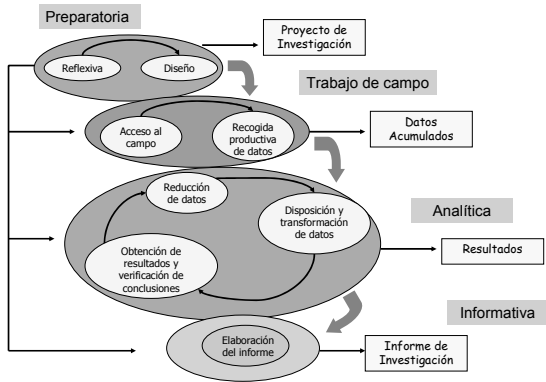 Preparatoria
Proyecto de
Investigación
Reflexiva
Diseño
Trabajo de campo
Acceso al
campo
Recogida
productiva
de datos
Datos
Acumulados
Reducción
de datos
Disposición y
transformación
de datos
Analítica
Obtención de
resultados y
verificación de
conclusiones
Resultados
Informativa
Elaboración
del informe
Informe de
Investigación